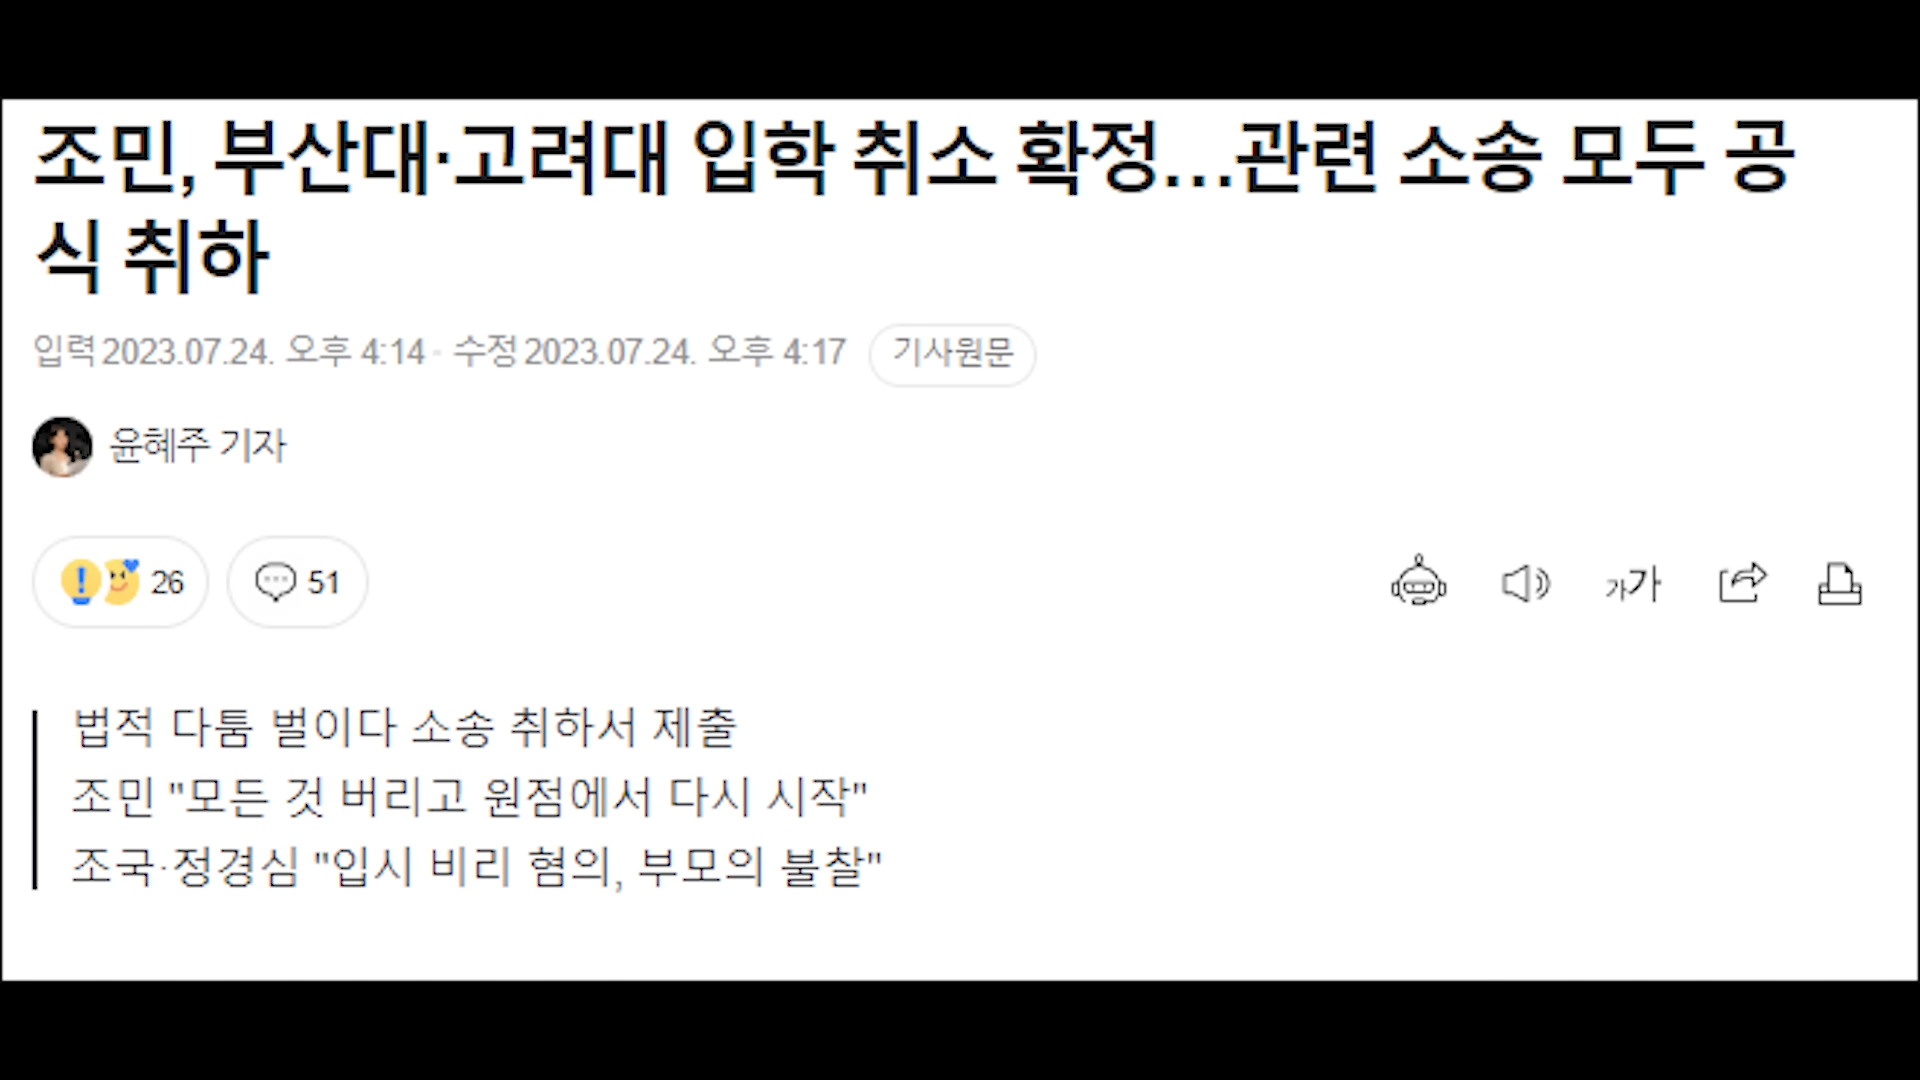 조민, 부산대·고려대 입학 취소 확정…관련 소송 모두 공
식 취하
입력 2023.07.24. 오후 4:14 · 수정 2023.07.24. 오후 4:17 기사원문
윤혜주 기자
26 51 가가
법적 다툼 벌이다 소송 취하서 제출
조민 "모든 것 버리고 원점에서 다시 시작"
조국·정경심 "입시 비리 혐의, 부모의 불찰"